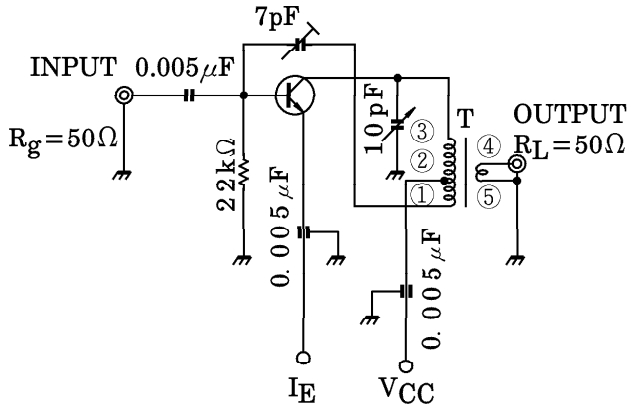 7pF
INPUT
0.005μF
Rg=50Ω
22kΩ
0.005μF
10pF
③
②
①
T
④
⑤
OUTPUT
RL=50Ω
0.005μF
IE
VCC